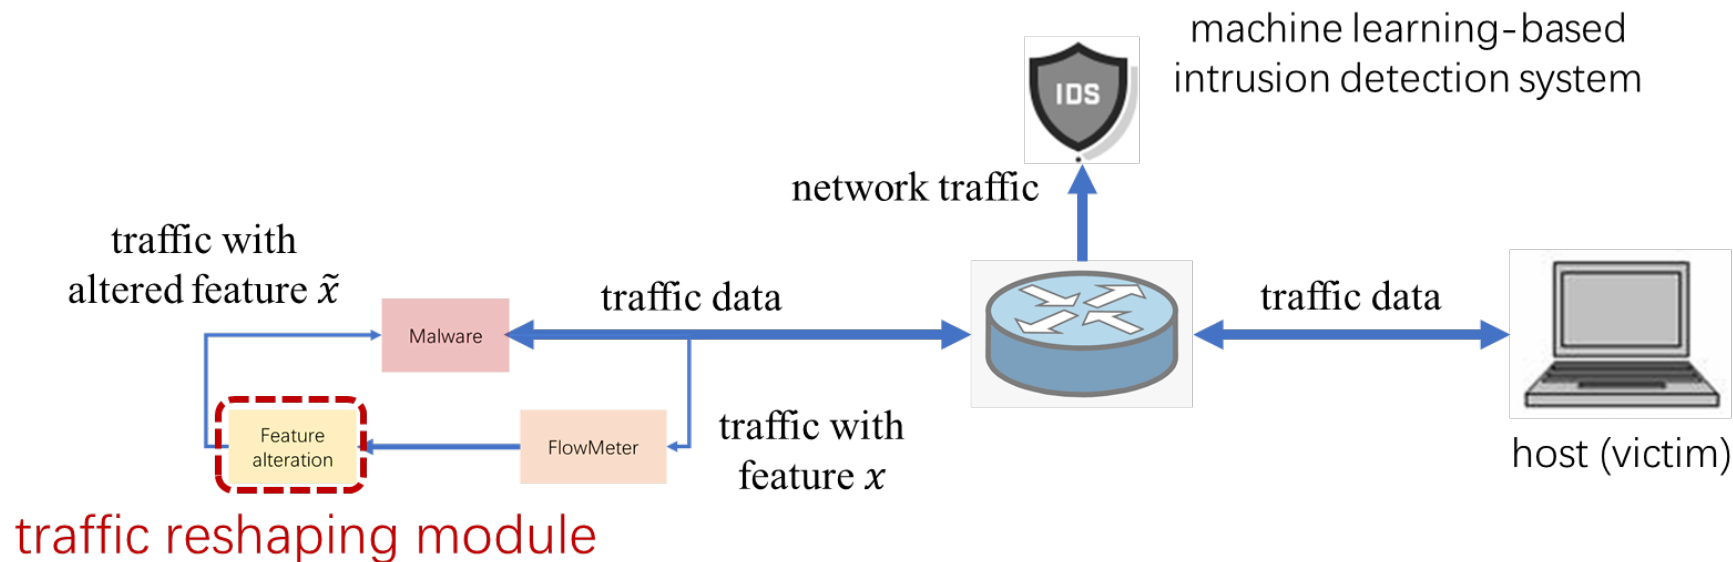 machine learning-based
intrusion detection system
IDS
network traffic
traffic with
altered feature x̃
traffic data
traffic data
Malware
Feature
alteration
FlowMeter
traffic with
feature x
host (victim)
traffic reshaping module